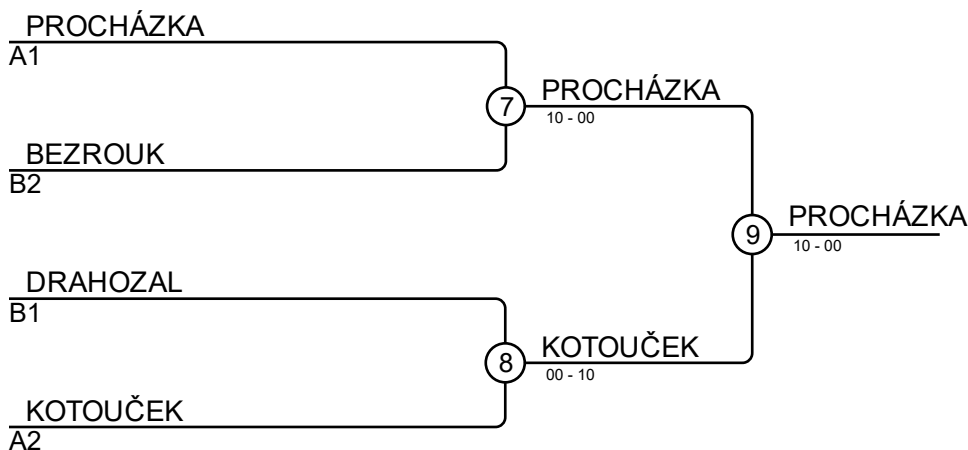 PROCHÁZKA
A1
7
PROCHÁZKA
10 - 00
BEZROUK
B2
9
PROCHÁZKA
10 - 00
DRAHOZAL
B1
8
KOTOUČEK
00 - 10
KOTOUČEK
A2